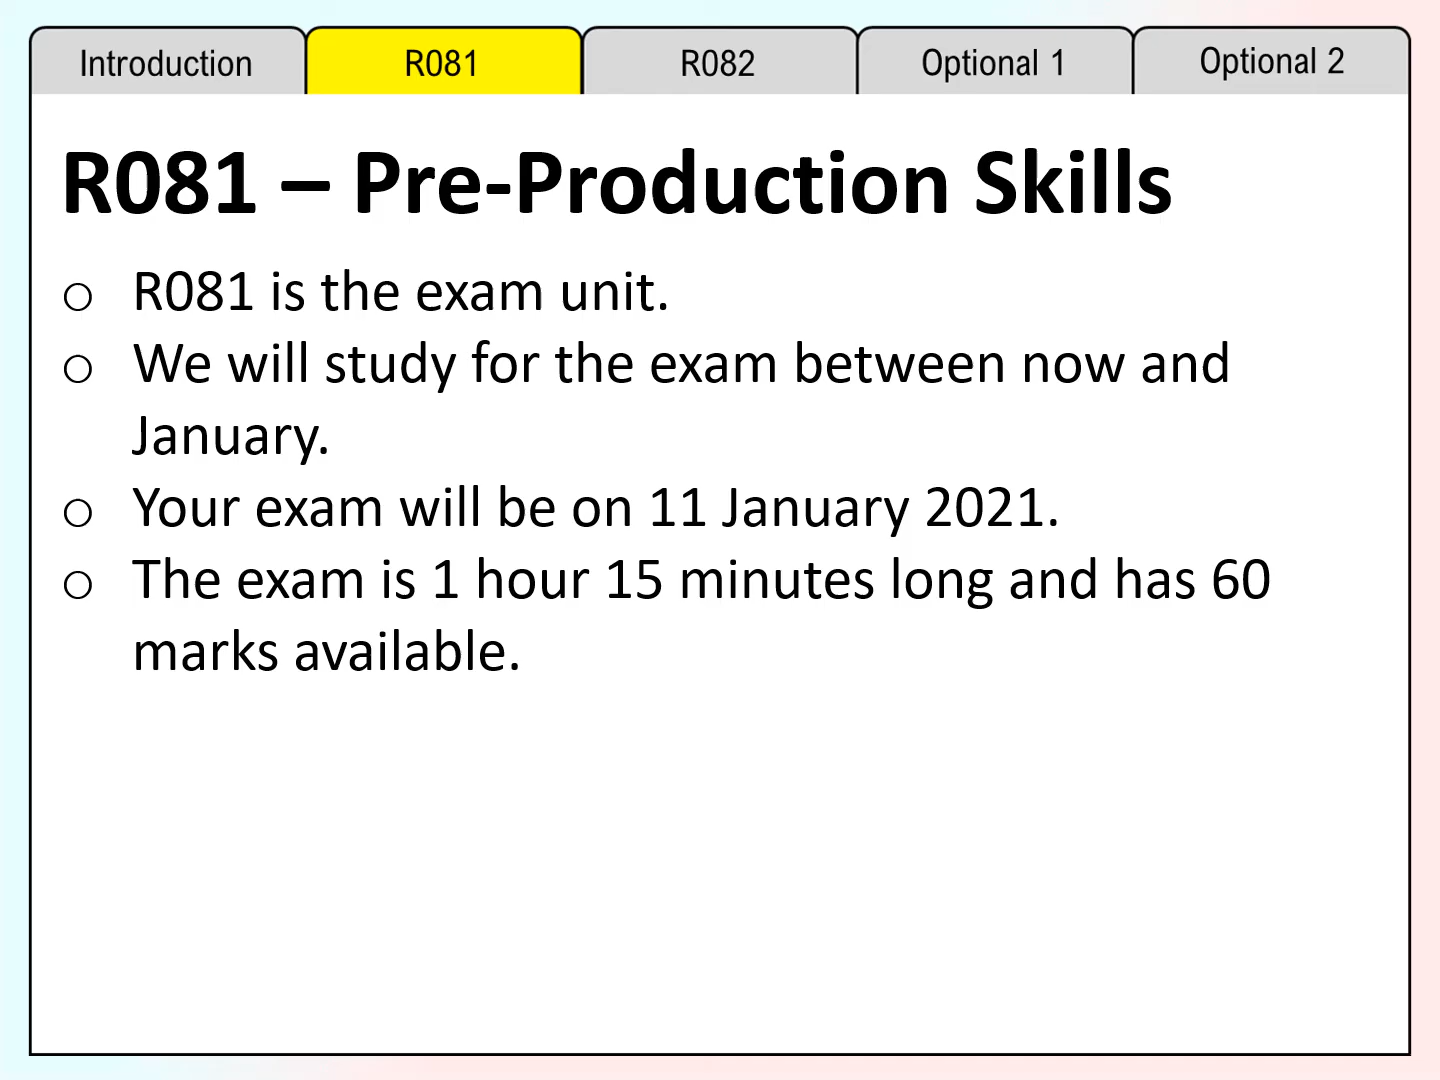 Introduction
R081
R082
Optional 1
Optional 2
R081 – Pre-Production Skills
o R081 is the exam unit.
o We will study for the exam between now and
January.
o Your exam will be on 11 January 2021.
o The exam is 1 hour 15 minutes long and has 60
marks available.